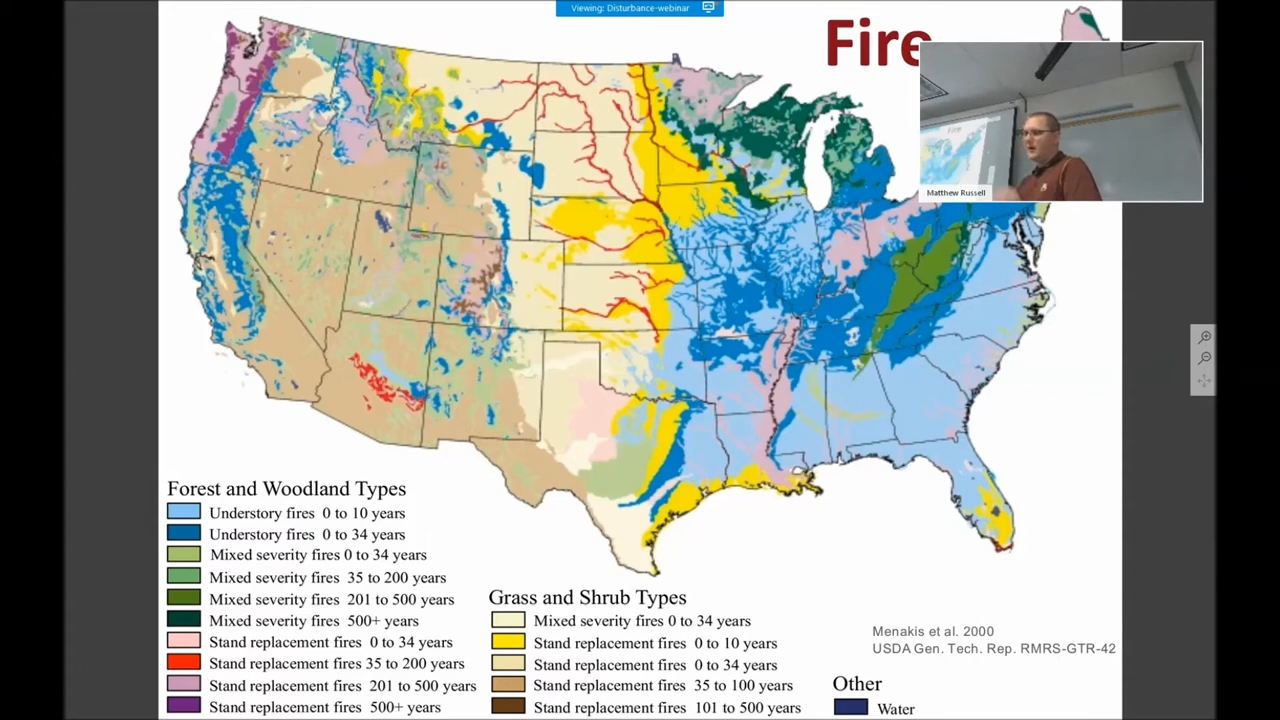 Viewing: Disturbance-webinar
Fire
Matthew Russell
Forest and Woodland Types
Understory fires 0 to 10 years
Understory fires 0 to 34 years
Mixed severity fires 0 to 34 years
Mixed severity fires 35 to 200 years
Mixed severity fires 201 to 500 years
Mixed severity fires 500+ years
Stand replacement fires 0 to 34 years
Stand replacement fires 35 to 200 years
Stand replacement fires 201 to 500 years
Stand replacement fires 500+ years
Grass and Shrub Types
Mixed severity fires 0 to 34 years
Stand replacement fires 0 to 10 years
Stand replacement fires 0 to 34 years
Stand replacement fires 35 to 100 years
Stand replacement fires 101 to 500 years
Menakis et al. 2000
USDA Gen. Tech. Rep. RMRS-GTR-42
Other
Water